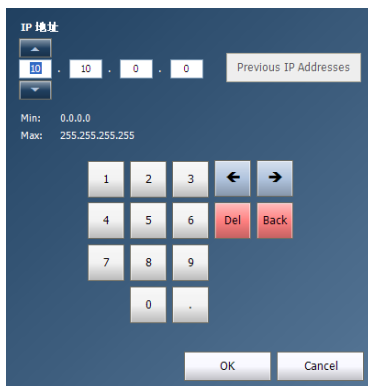 IP 地址
10 . 10 . 0 . 0 Previous IP Addresses
Min: 0.0.0.0
Max: 255.255.255.255
1 2 3 ← →
4 5 6 Del Back
7 8 9
0 .
OK Cancel